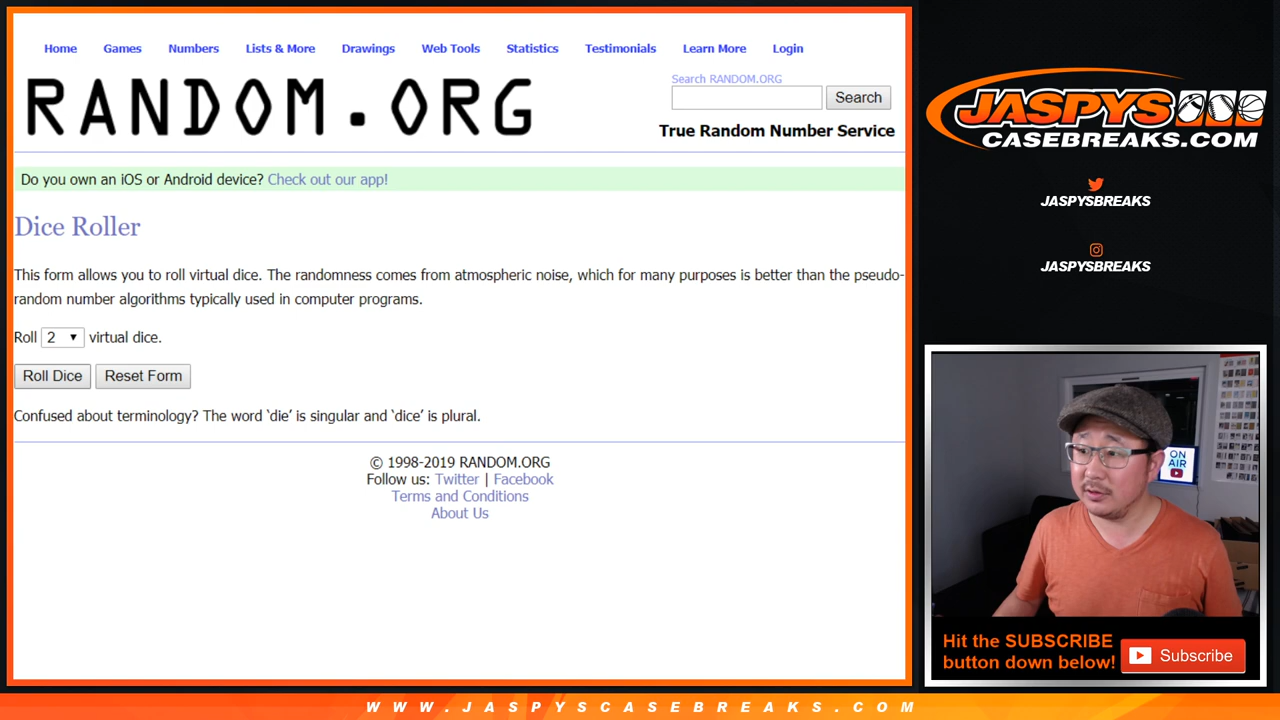 Home Games Numbers Lists & More Drawings Web Tools Statistics Testimonials Learn More Login
RANDOM.ORG
Search RANDOM.ORG
Search
True Random Number Service
Do you own an iOS or Android device? Check out our app!
Dice Roller
This form allows you to roll virtual dice. The randomness comes from atmospheric noise, which for many purposes is better than the pseudo-
random number algorithms typically used in computer programs.
Roll 2 virtual dice.
Roll Dice Reset Form
Confused about terminology? The word ‘die’ is singular and ‘dice’ is plural.
© 1998-2019 RANDOM.ORG
Follow us: Twitter | Facebook
Terms and Conditions
About Us
JASPYS
CASEBREAKS.COM
JASPYSBREAKS
JASPYSBREAKS
ON
AIR
Hit the SUBSCRIBE
button down below!
Subscribe
WWW.JASPYSCASEBREAKS.COM